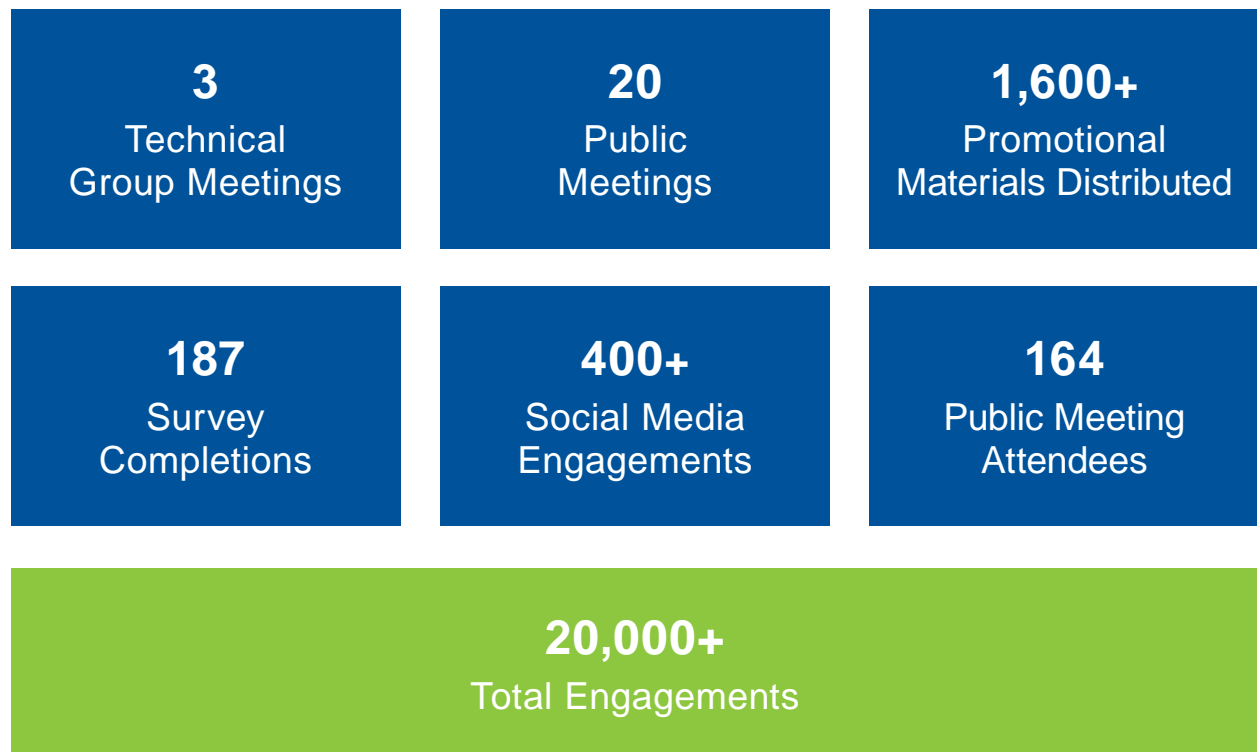 3
Technical
Group Meetings
20
Public
Meetings
1,600+
Promotional
Materials Distributed
187
Survey
Completions
400+
Social Media
Engagements
164
Public Meeting
Attendees
20,000+
Total Engagements